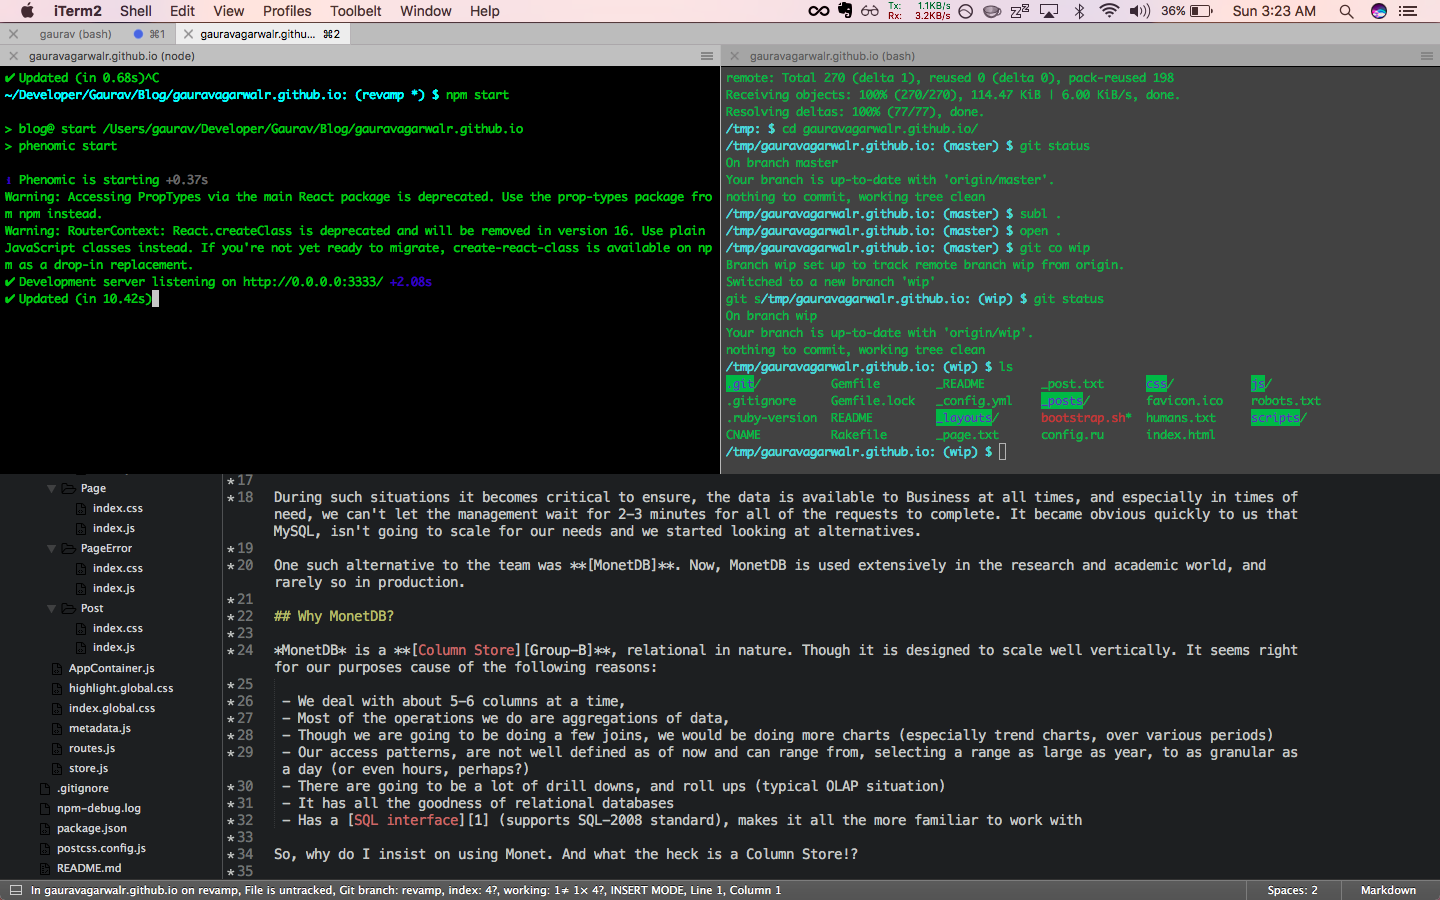 iTerm2 Shell Edit View Profiles Toolbelt Window Help Tx: 1.1KB/s Rx: 3.2KB/s 36% Sun 3:23 AM
gaurav (bash) ⌘1 gauravagarwalr.githu... ⌘2
gauravagarwalr.github.io (node)
✔ Updated (in 0.68s)^C
~/Developer/Gaurav/Blog/gauravagarwalr.github.io: (revamp *) $ npm start
> blog@ start /Users/gaurav/Developer/Gaurav/Blog/gauravagarwalr.github.io
> phenomic start
Phenomic is starting +0.37s
Warning: Accessing PropTypes via the main React package is deprecated. Use the prop-types package fro
m npm instead.
Warning: RouterContext: React.createClass is deprecated and will be removed in version 16. Use plain
JavaScript classes instead. If you're not yet ready to migrate, create-react-class is available on np
m as a drop-in replacement.
✔ Development server listening on http://0.0.0.0:3333/ +2.08s
✔ Updated (in 10.42s)
gauravagarwalr.github.io (bash)
remote: Total 270 (delta 1), reused 0 (delta 0), pack-reused 198
Receiving objects: 100% (270/270), 114.47 KiB | 6.00 KiB/s, done.
Resolving deltas: 100% (77/77), done.
/tmp: $ cd gauravagarwalr.github.io/
/tmp/gauravagarwalr.github.io: (master) $ git status
On branch master
Your branch is up-to-date with 'origin/master'.
nothing to commit, working tree clean
/tmp/gauravagarwalr.github.io: (master) $ subl .
/tmp/gauravagarwalr.github.io: (master) $ open .
/tmp/gauravagarwalr.github.io: (master) $ git co wip
Branch wip set up to track remote branch wip from origin.
Switched to a new branch 'wip'
git s/tmp/gauravagarwalr.github.io: (wip) $ git status
On branch wip
Your branch is up-to-date with 'origin/wip'.
nothing to commit, working tree clean
/tmp/gauravagarwalr.github.io: (wip) $ ls
.git/ Gemfile _README _post.txt css/ js/
.gitignore Gemfile.lock _config.yml _posts/ favicon.ico robots.txt
.ruby-version README _layouts/ bootstrap.sh* humans.txt scripts/
CNAME Rakefile _page.txt config.ru index.html
/tmp/gauravagarwalr.github.io: (wip) $
Page
index.css
index.js
PageError
index.css
index.js
Post
index.css
index.js
AppContainer.js
highlight.global.css
index.global.css
metadata.js
routes.js
store.js
.gitignore
npm-debug.log
package.json
postcss.config.js
README.md
*17
*18 During such situations it becomes critical to ensure, the data is available to Business at all times, and especially in times of
need, we can't let the management wait for 2-3 minutes for all of the requests to complete. It became obvious quickly to us that
MySQL, isn't going to scale for our needs and we started looking at alternatives.
*19
*20 One such alternative to the team was **[MonetDB]**. Now, MonetDB is used extensively in the research and academic world, and
rarely so in production.
*21
*22 ## Why MonetDB?
*23
*24 *MonetDB* is a **[Column Store][Group-B]**, relational in nature. Though it is designed to scale well vertically. It seems right
for our purposes cause of the following reasons:
*25
*26 - We deal with about 5-6 columns at a time,
*27 - Most of the operations we do are aggregations of data,
*28 - Though we are going to be doing a few joins, we would be doing more charts (especially trend charts, over various periods)
*29 - Our access patterns, are not well defined as of now and can range from, selecting a range as large as year, to as granular as
a day (or even hours, perhaps?)
*30 - There are going to be a lot of drill downs, and roll ups (typical OLAP situation)
*31 - It has all the goodness of relational databases
*32 - Has a [SQL interface][1] (supports SQL-2008 standard), makes it all the more familiar to work with
*33
*34 So, why do I insist on using Monet. And what the heck is a Column Store!?
*35
In gauravagarwalr.github.io on revamp, File is untracked, Git branch: revamp, index: 4?, working: 1≠ 1× 4?, INSERT MODE, Line 1, Column 1 Spaces: 2 Markdown